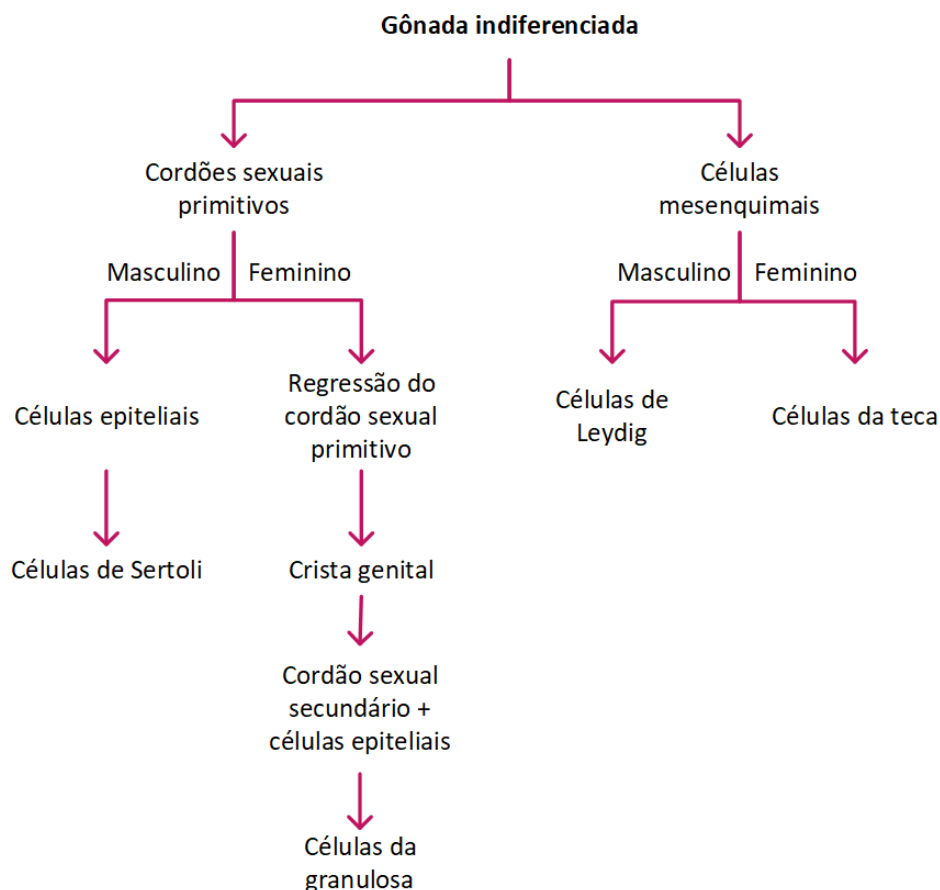 Gônada indiferenciada
Cordões sexuais
primitivos
Células
mesenquimais
Masculino
Feminino
Masculino
Feminino
Células epiteliais
Regressão do
cordão sexual
primitivo
Células de
Leydig
Células da teca
Células de Sertoli
Crista genital
Cordão sexual
secundário +
células epiteliais
Células da
granulosa